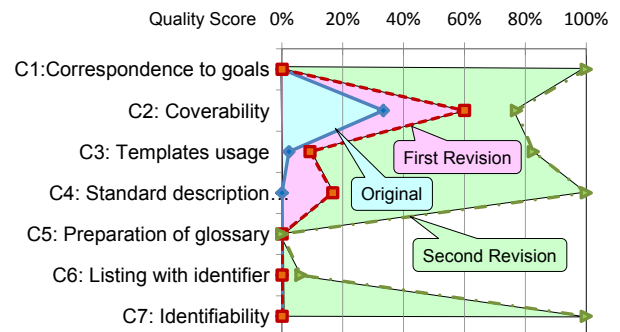 Quality Score 0% 20% 40% 60% 80% 100%
C1:Correspondence to goals
C2: Coverability
C3: Templates usage
First Revision
C4: Standard description...
Original
C5: Preparation of glossary
Second Revision
C6: Listing with identifier
C7: Identifiability